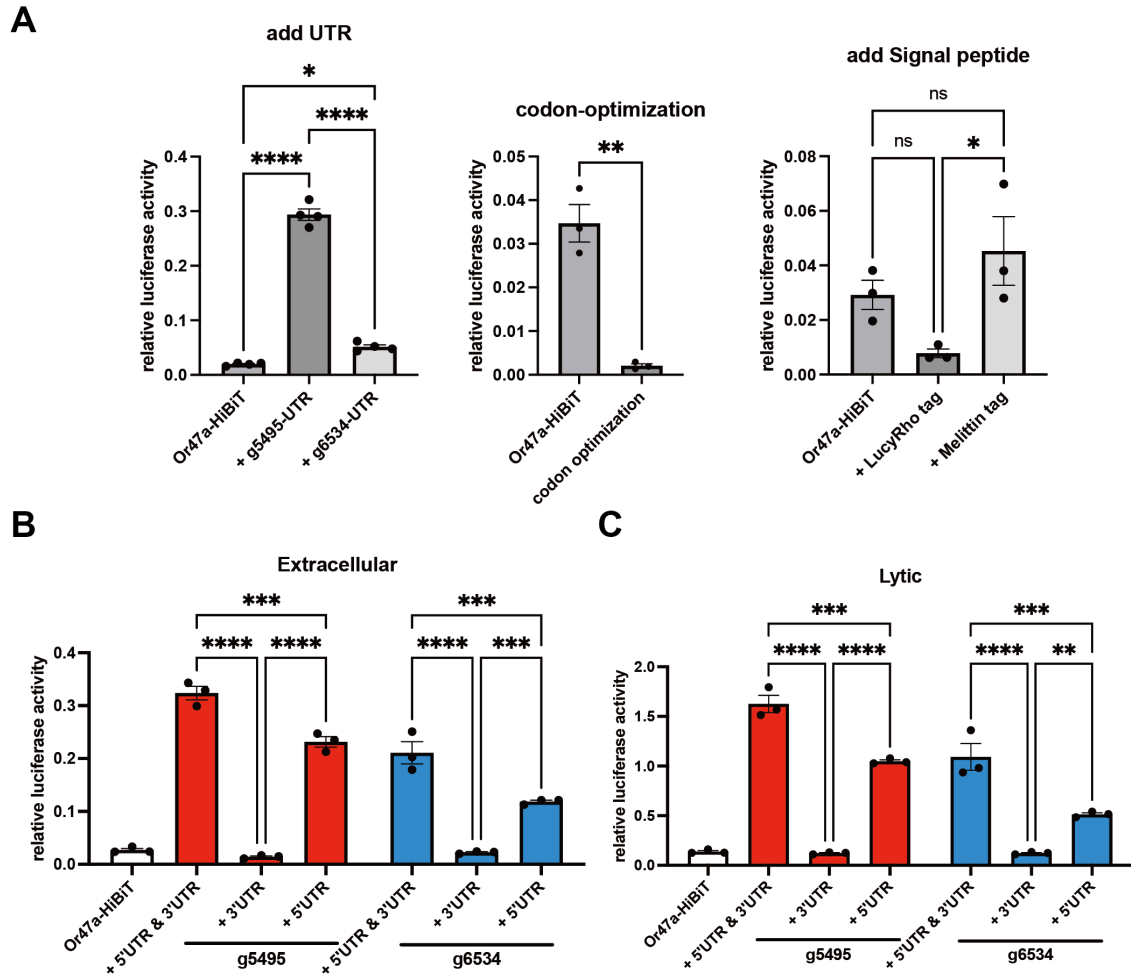 A
add UTR
*
****
****
relative luciferase activity
0.4
0.3
0.2
0.1
0.0
Or47a-HiBiT
+ g5495-UTR
+ g6534-UTR
codon-optimization
**
relative luciferase activity
0.05
0.04
0.03
0.02
0.01
0.00
Or47a-HiBiT
codon optimization
add Signal peptide
ns
ns
*
relative luciferase activity
0.08
0.06
0.04
0.02
0.00
Or47a-HiBiT
+ LucyRho tag
+ Melittin tag
B
Extracellular
***
****
****
***
****
***
relative luciferase activity
0.4
0.3
0.2
0.1
0.0
Or47a-HiBiT
+ 5'UTR & 3'UTR
+ 3'UTR
+ 5'UTR
+ 5'UTR & 3'UTR
+ 3'UTR
+ 5'UTR
g5495
g6534
C
Lytic
***
****
****
***
****
**
relative luciferase activity
2.0
1.5
1.0
0.5
0.0
Or47a-HiBiT
+ 5'UTR & 3'UTR
+ 3'UTR
+ 5'UTR
+ 5'UTR & 3'UTR
+ 3'UTR
+ 5'UTR
g5495
g6534